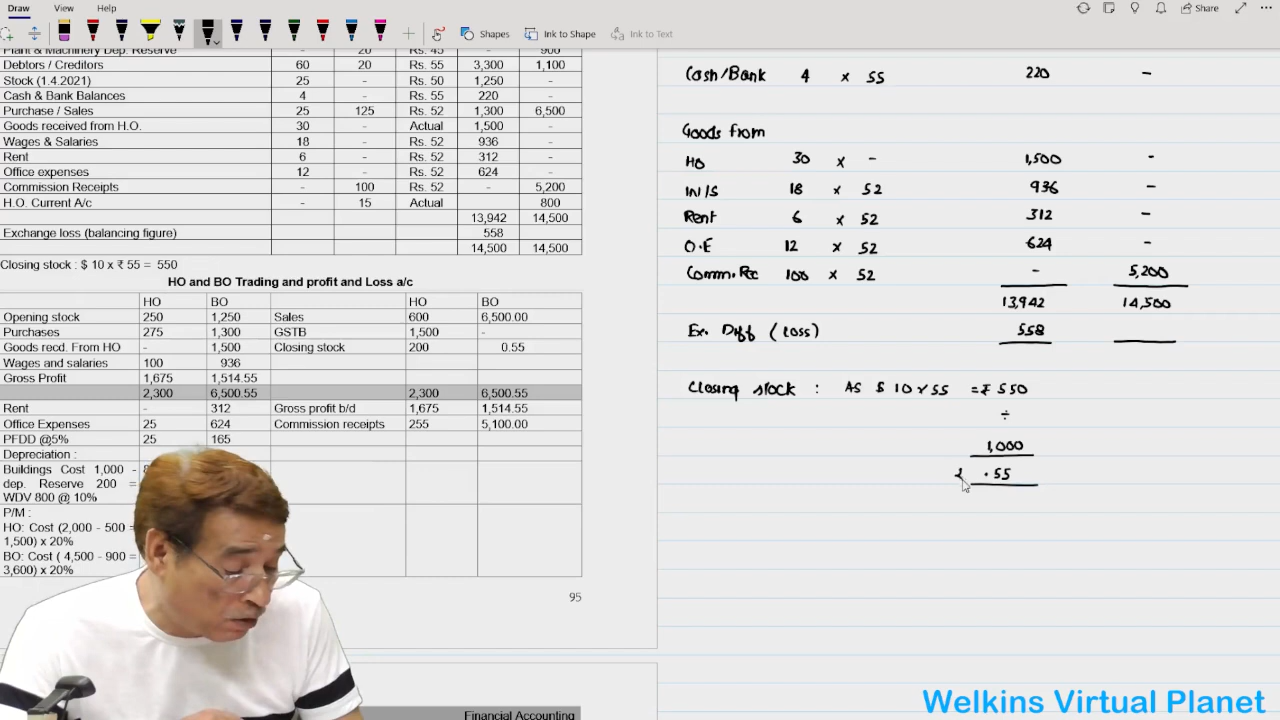 Draw View Help
Share
Shapes Ink to Shape Ink to Text
Plant & Machinery Dep. Reserve - 20 Rs. 45 - 900
Debtors / Creditors 60 20 Rs. 55 3,300 1,100
Stock (1.4.2021) 25 - Rs. 50 1,250
Cash & Bank Balances 4 - Rs. 55 220
Purchase / Sales 25 125 Rs. 52 1,300 6,500
Goods received from H.O. 30 - Actual 1,500
Wages & Salaries 18 - Rs. 52 936
Rent 6 - Rs. 52 312
Office expenses 12 - Rs. 52 624
Commission Receipts - 100 Rs. 52 - 5,200
H.O. Current A/c - 15 Actual 800
13,942 14,500
Exchange loss (balancing figure) 558
14,500 14,500
Closing stock : $ 10 x ₹ 55 = 550
HO and BO Trading and profit and Loss a/c
HO BO HO BO
Opening stock 250 1,250 Sales 600 6,500.00
Purchases 275 1,300 GSTB 1,500 -
Goods recd. From HO - 1,500 Closing stock 200 0.55
Wages and salaries 100 936
Gross Profit 1,675 1,514.55
2,300 6,500.55 2,300 6,500.55
Rent - 312 Gross profit b/d 1,675 1,514.55
Office Expenses 25 624 Commission receipts 255 5,100.00
PFDD @5% 25 165
Depreciation :
Buildings Cost 1,000 -
dep. Reserve 200 =
WDV 800 @ 10%
P/M :
HO: Cost (2,000 - 500 =
1,500) x 20%
BO: Cost ( 4,500 - 900 =
3,600) x 20%
95
Financial Accounting
Cash/Bank 4 x 55 220 -
Goods from
HO 30 x - 1,500 -
W/S 18 x 52 936 -
Rent 6 x 52 312 -
O.E 12 x 52 624 -
Comm. Rec 100 x 52 - 5,200
13,942 14,500
Ex. Diff (Loss) 558
Closing stock : AS $ 10 x 55 = ₹ 550
÷
1,000
₹ .55
Welkins Virtual Planet